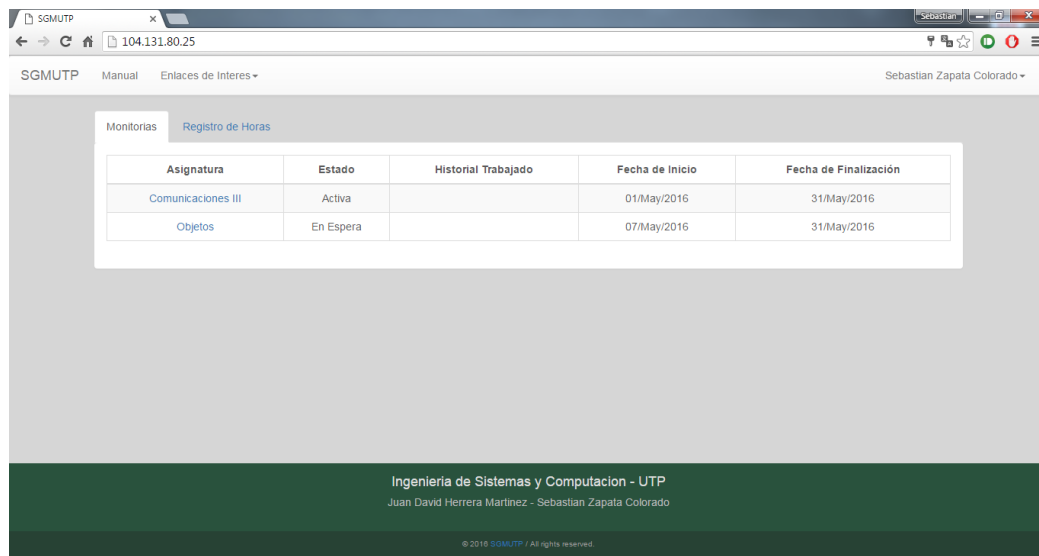 SGMUTP
Sebastian
104.131.80.25
SGMUTP Manual Enlaces de Interes Sebastian Zapata Colorado
Monitorias Registro de Horas
Asignatura Estado Historial Trabajado Fecha de Inicio Fecha de Finalización
Comunicaciones III Activa 01/May/2016 31/May/2016
Objetos En Espera 07/May/2016 31/May/2016
Ingenieria de Sistemas y Computacion - UTP
Juan David Herrera Martinez - Sebastian Zapata Colorado
© 2016 SGMUTP / All rights reserved.